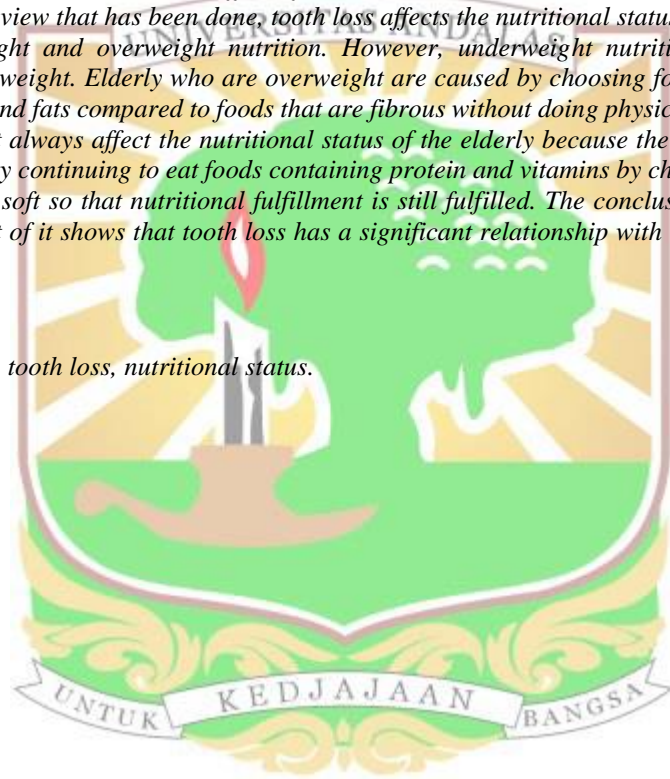 view that has been done, tooth loss affects the nutritional status
UNIVERSITAS ANDALAS
ght and overweight nutrition. However, underweight nutriti
rweight. Elderly who are overweight are caused by choosing fo
nd fats compared to foods that are fibrous without doing physic
t always affect the nutritional status of the elderly because the
y continuing to eat foods containing protein and vitamins by ch
soft so that nutritional fulfillment is still fulfilled. The conclus
t of it shows that tooth loss has a significant relationship with
tooth loss, nutritional status.
UNTUK KEDJAJAAN BANGSA